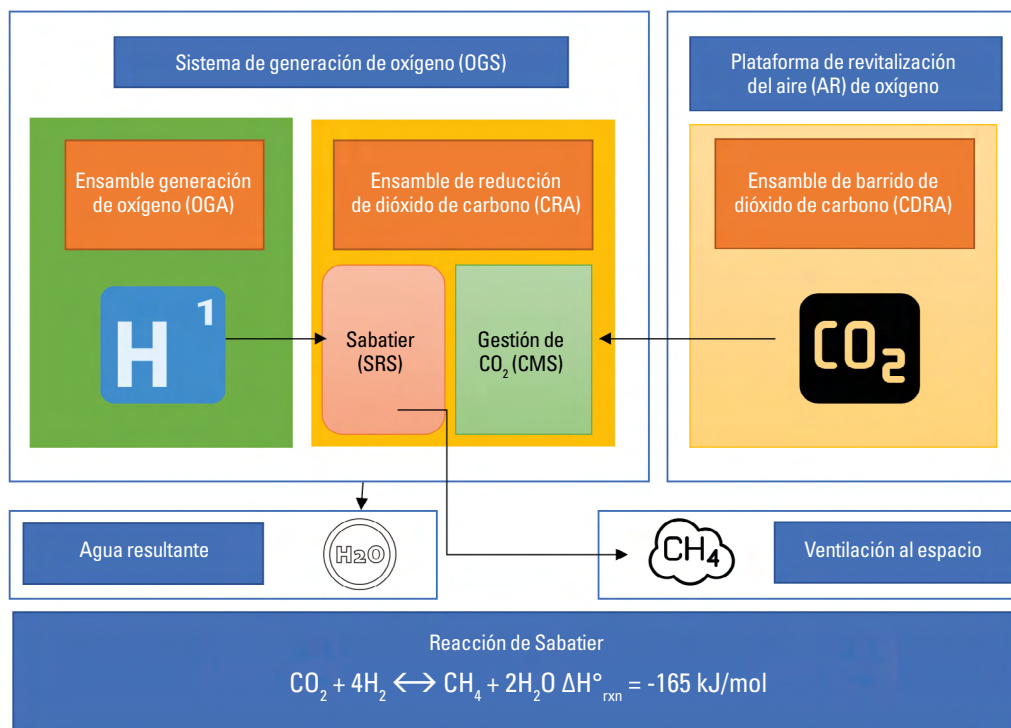 Sistema de generación de oxígeno (OGS)
Plataforma de revitalización
del aire (AR) de oxígeno
Ensamble generación
de oxígeno (OGA)
Ensamble de reducción
de dióxido de carbono (CRA)
Ensamble de barrido de
dióxido de carbono (CDRA)
H 1
Sabatier
(SRS)
Gestión de
CO₂ (CMS)
CO₂
Agua resultante
H2O
CH₄
Ventilación al espacio
Reacción de Sabatier
CO₂ + 4H₂ ⟷ CH₄ + 2H₂O ΔH°ᵣₓₙ = -165 kJ/mol